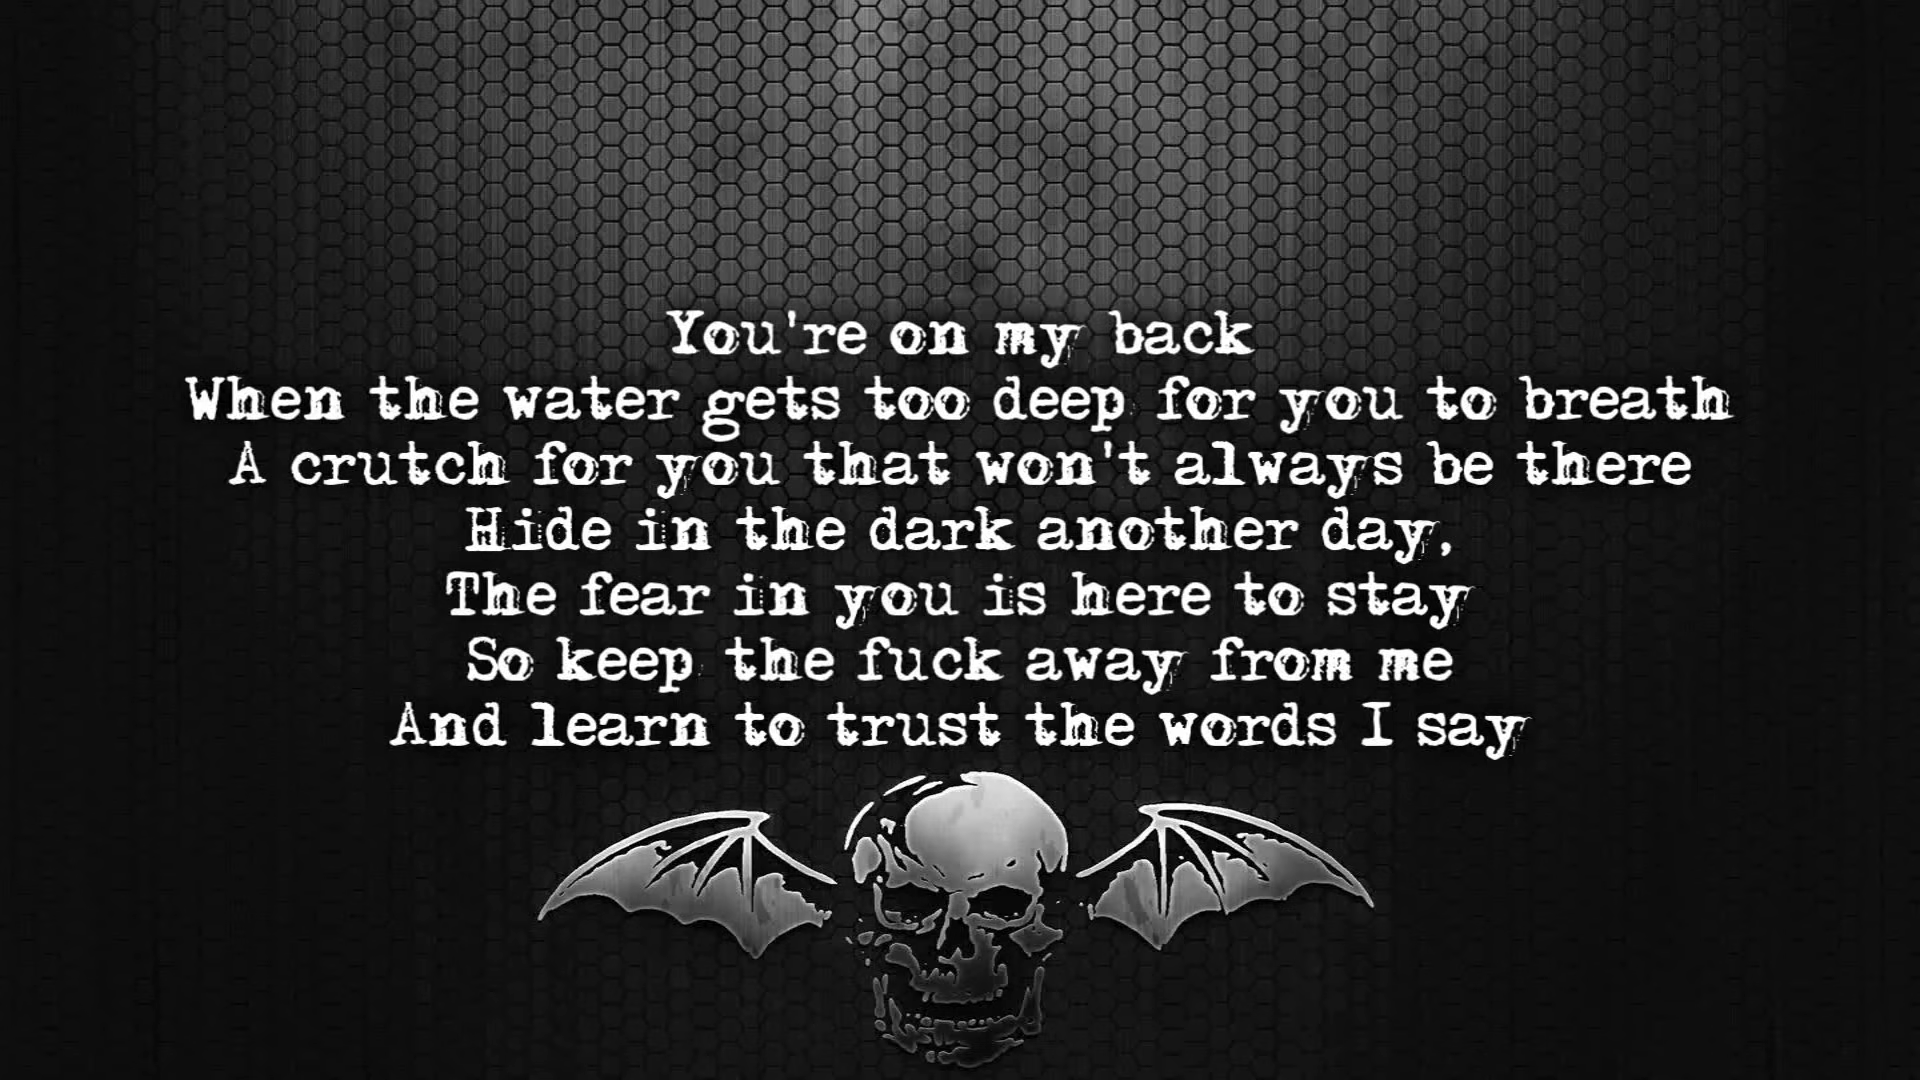 You're on my back
When the water gets too deep for you to breath
A crutch for you that won't always be there
Hide in the dark another day,
The fear in you is here to stay
So keep the fuck away from me
And learn to trust the words I say